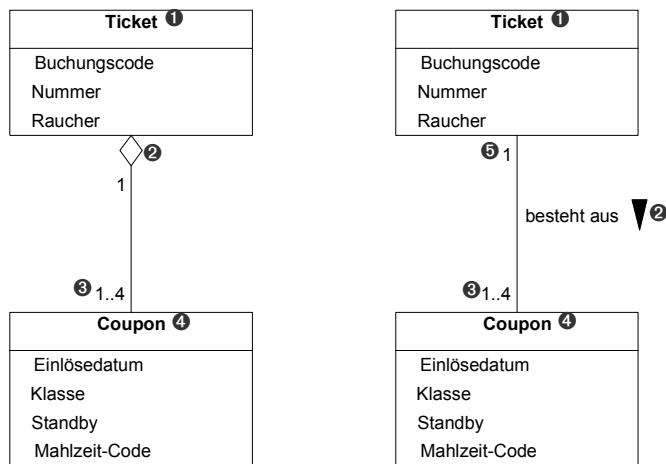 Ticket ❶
Buchungscode
Nummer
Raucher
❷
1
❸ 1..4
Coupon ❹
Einlösedatum
Klasse
Standby
Mahlzeit-Code
Ticket ❶
Buchungscode
Nummer
Raucher
❺ 1
besteht aus ❷
❸ 1..4
Coupon ❹
Einlösedatum
Klasse
Standby
Mahlzeit-Code